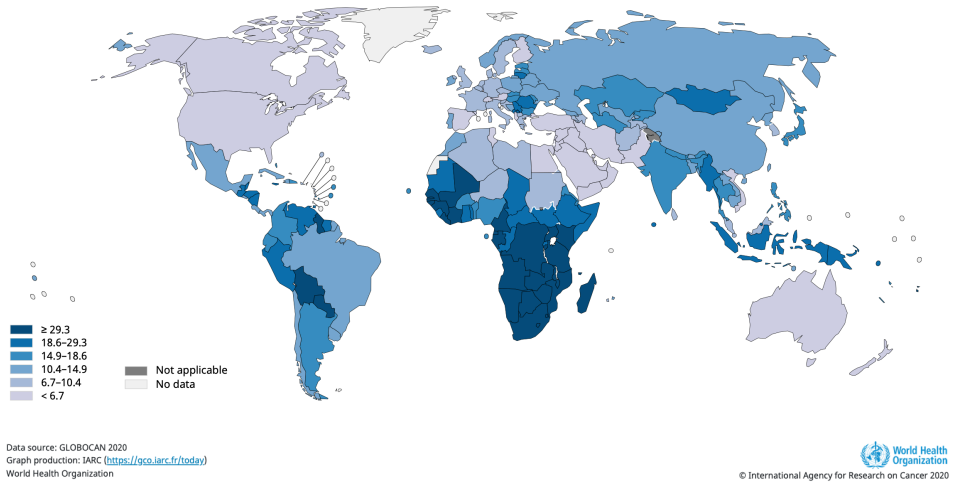 ≥ 29.3
18.6–29.3
14.9–18.6
10.4–14.9
6.7–10.4
< 6.7
Not applicable
No data
Data source: GLOBOCAN 2020
Graph production: IARC (https://gco.iarc.fr/today)
World Health Organization
World Health
Organization
© International Agency for Research on Cancer 2020